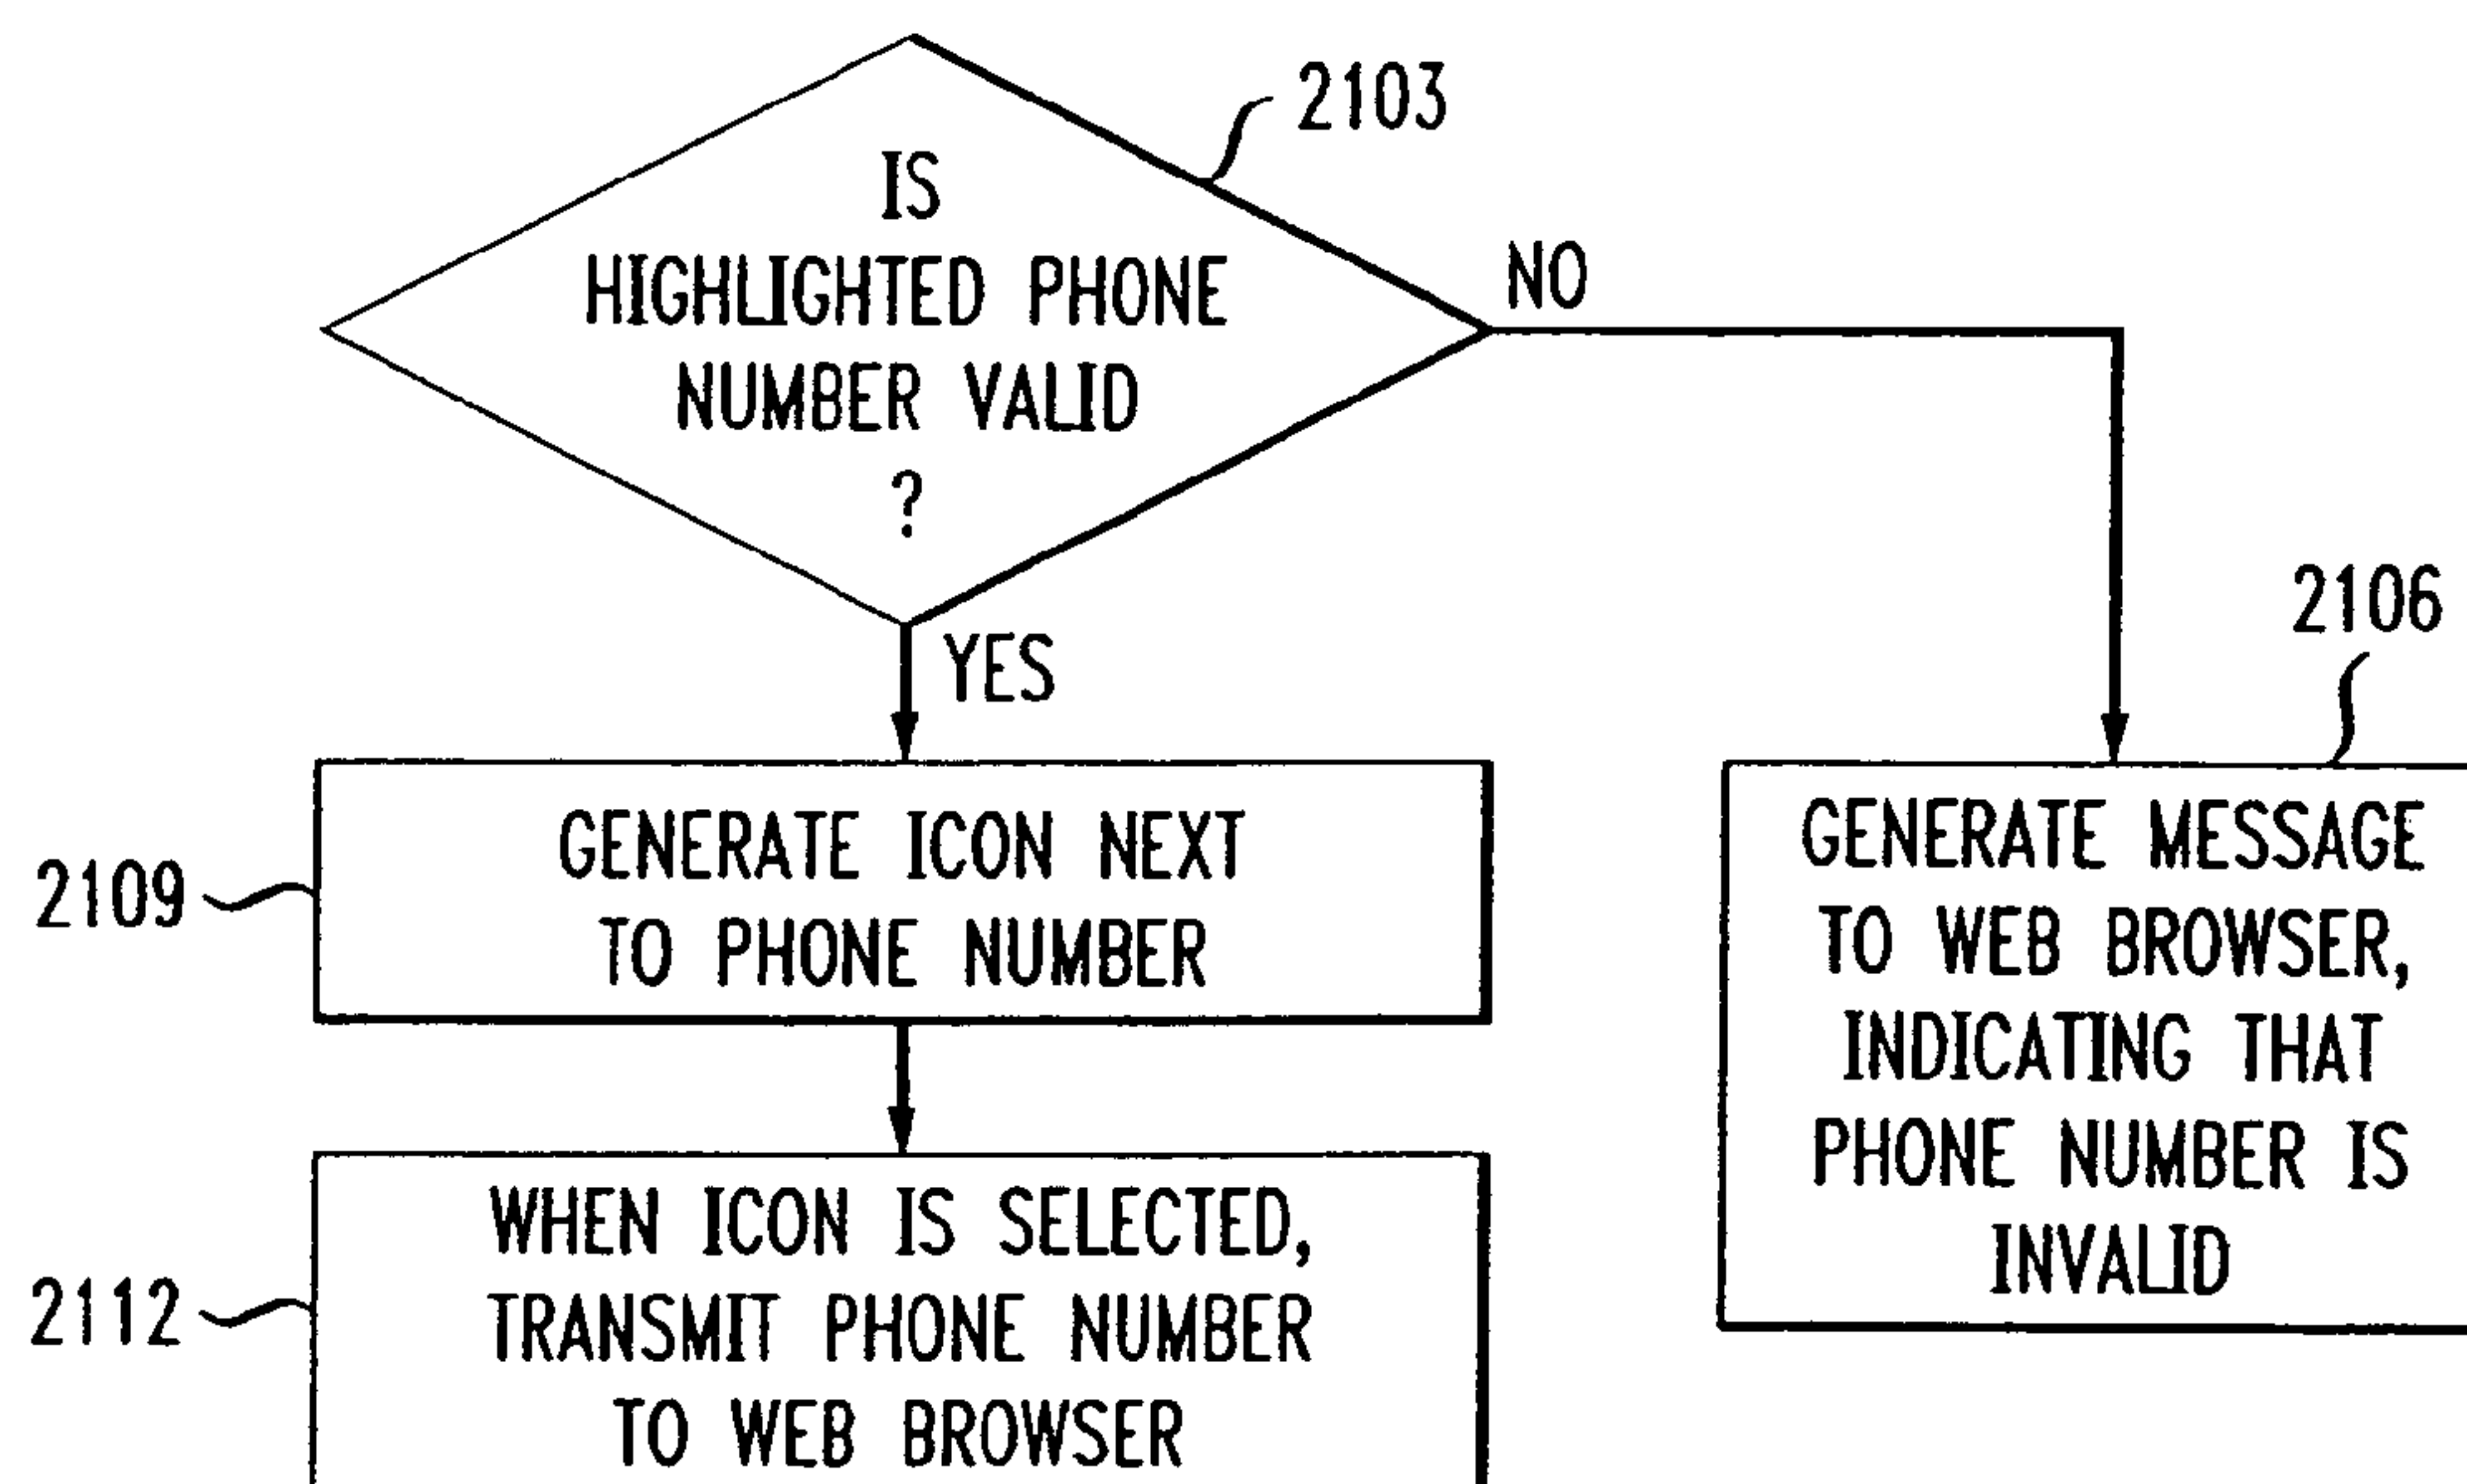 2103
IS
HIGHLIGHTED PHONE
NUMBER VALID
?
NO
YES
2106
2109
GENERATE ICON NEXT
TO PHONE NUMBER
GENERATE MESSAGE
TO WEB BROWSER,
INDICATING THAT
PHONE NUMBER IS
INVALID
2112
WHEN ICON IS SELECTED,
TRANSMIT PHONE NUMBER
TO WEB BROWSER